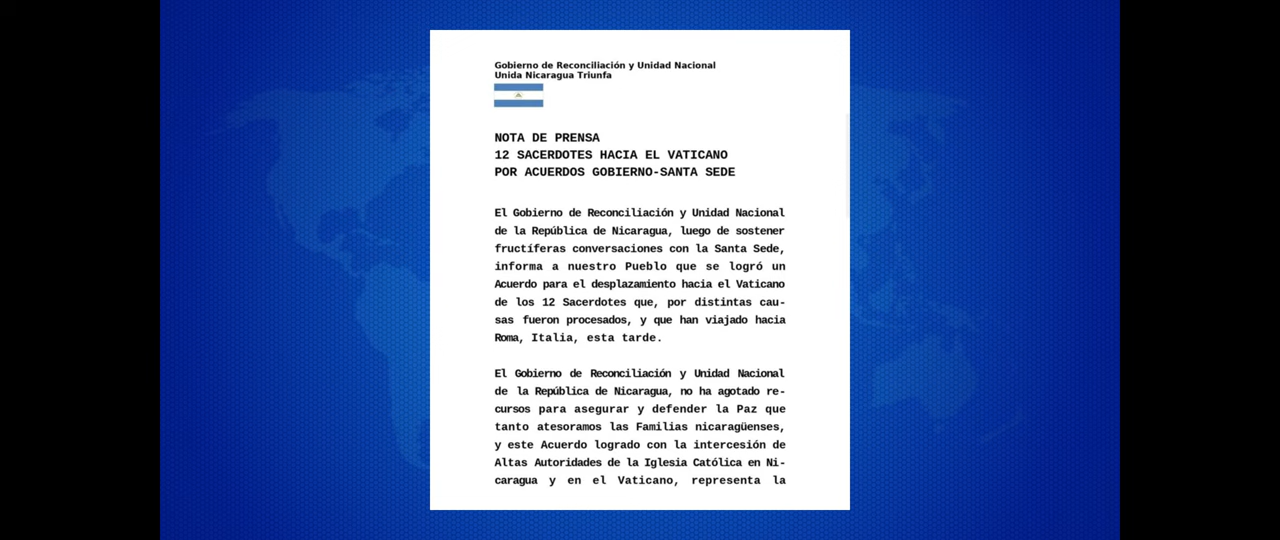 Gobierno de Reconciliación y Unidad Nacional
Unida Nicaragua Triunfa
NOTA DE PRENSA
12 SACERDOTES HACIA EL VATICANO
POR ACUERDOS GOBIERNO-SANTA SEDE
El Gobierno de Reconciliación y Unidad Nacional
de la República de Nicaragua, luego de sostener
fructíferas conversaciones con la Santa Sede,
informa a nuestro Pueblo que se logró un
Acuerdo para el desplazamiento hacia el Vaticano
de los 12 Sacerdotes que, por distintas cau-
sas fueron procesados, y que han viajado hacia
Roma, Italia, esta tarde.
El Gobierno de Reconciliación y Unidad Nacional
de la República de Nicaragua, no ha agotado re-
cursos para asegurar y defender la Paz que
tanto atesoramos las Familias nicaragüenses,
y este Acuerdo logrado con la intercesión de
Altas Autoridades de la Iglesia Católica en Ni-
caragua y en el Vaticano, representa la